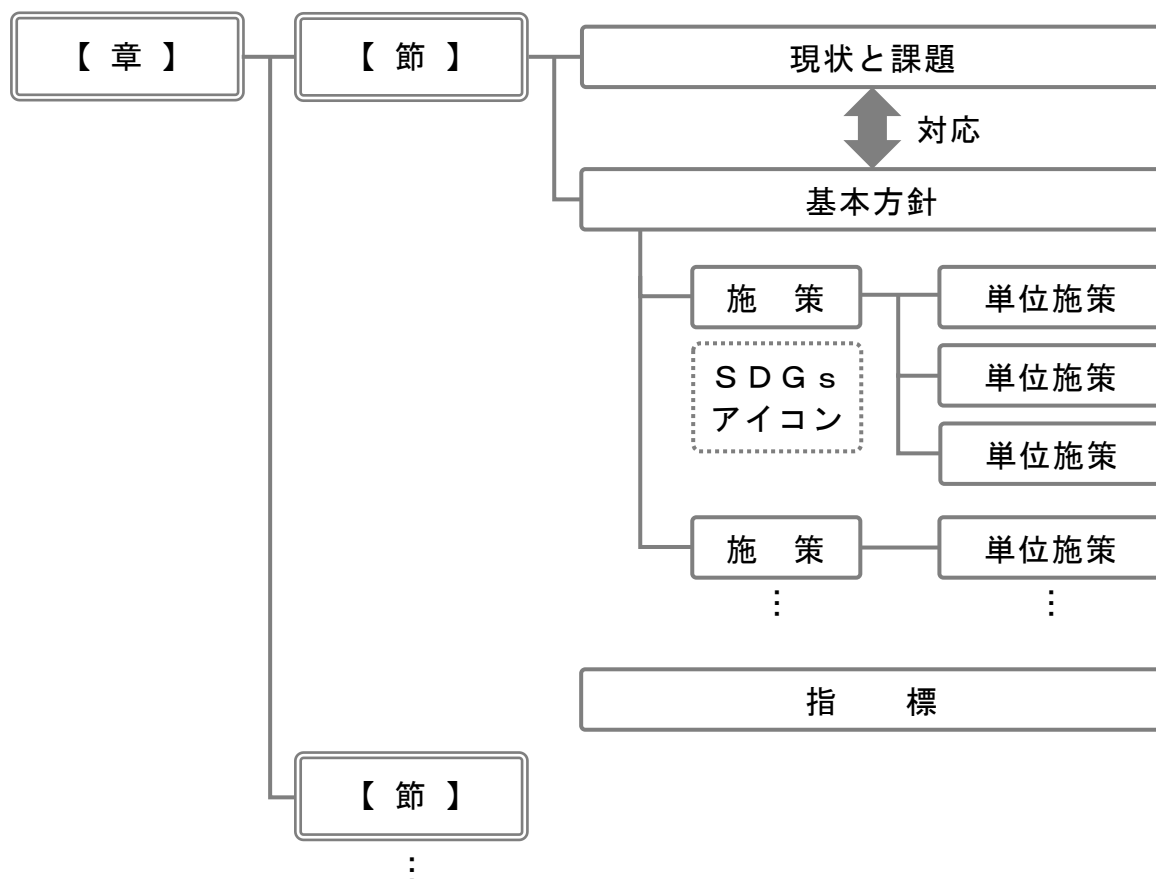 【 章 】
【 節 】
現状と課題
対応
基本方針
施　策
単位施策
単位施策
単位施策
ＳＤＧｓ
アイコン
施　策
単位施策
⋮
⋮
指　　標
【 節 】
⋮